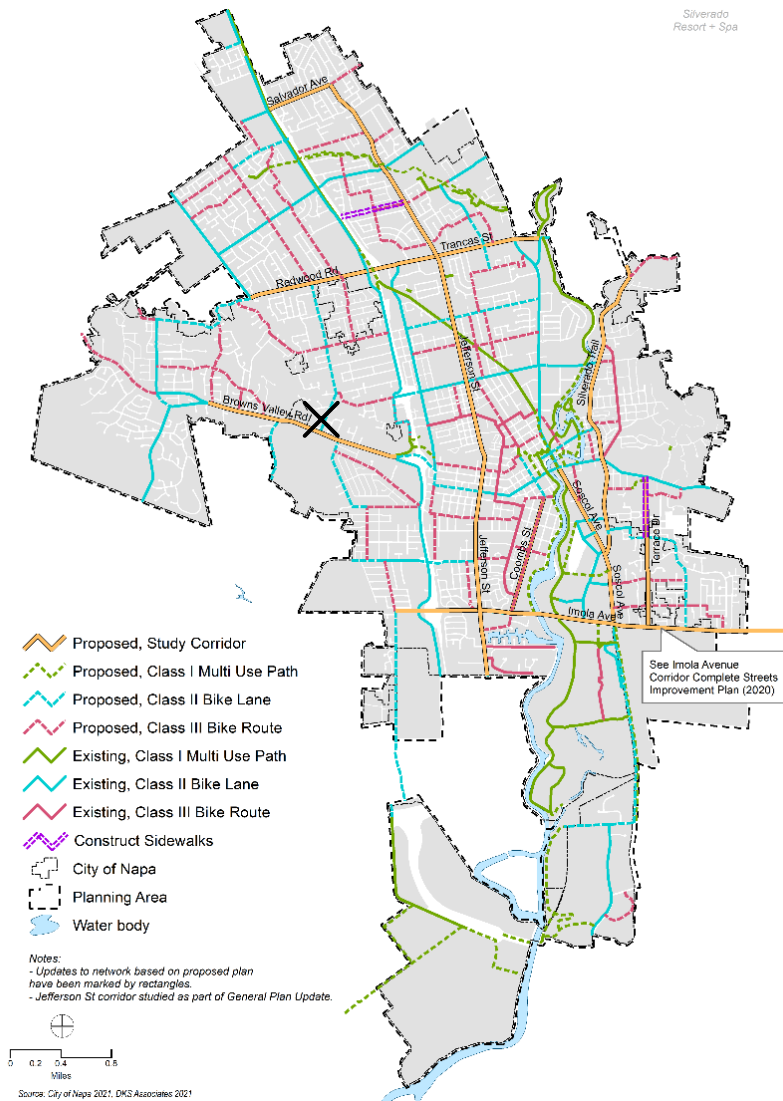 Silverado
Resort + Spa
Salvador Ave
Trancas St
Redwood Rd
Jefferson St
Silverado Trail
Browns Valley Rd
Soscol Ave
Coombs St
Jefferson St
Soscol Ave
Terrace Dr
Imola Ave
See Imola Avenue
Corridor Complete Streets
Improvement Plan (2020)
Proposed, Study Corridor
Proposed, Class I Multi Use Path
Proposed, Class II Bike Lane
Proposed, Class III Bike Route
Existing, Class I Multi Use Path
Existing, Class II Bike Lane
Existing, Class III Bike Route
Construct Sidewalks
City of Napa
Planning Area
Water body
Notes:
- Updates to network based on proposed plan
have been marked by rectangles.
- Jefferson St corridor studied as part of General Plan Update.
0 0.2 0.4 0.8
Miles
Source: City of Napa 2021, DKS Associates 2021